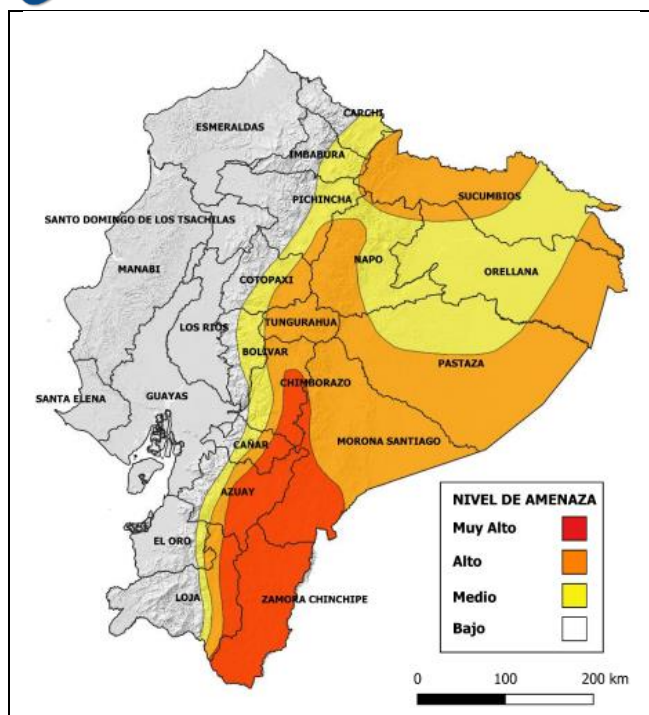 CARCHI
ESMERALDAS
IMBABURA
SUCUMBIOS
PICHINCHA
SANTO DOMINGO DE LOS TSACHILAS
NAPO
MANABI
COTOPAXI
ORELLANA
LOS RIOS
TUNGURAHUA
BOLIVAR
PASTAZA
SANTA ELENA
GUAYAS
CHIMBORAZO
CAÑAR
MORONA SANTIAGO
AZUAY
EL ORO
LOJA
ZAMORA CHINCHIPE
NIVEL DE AMENAZA
Muy Alto
Alto
Medio
Bajo
0 100 200 km